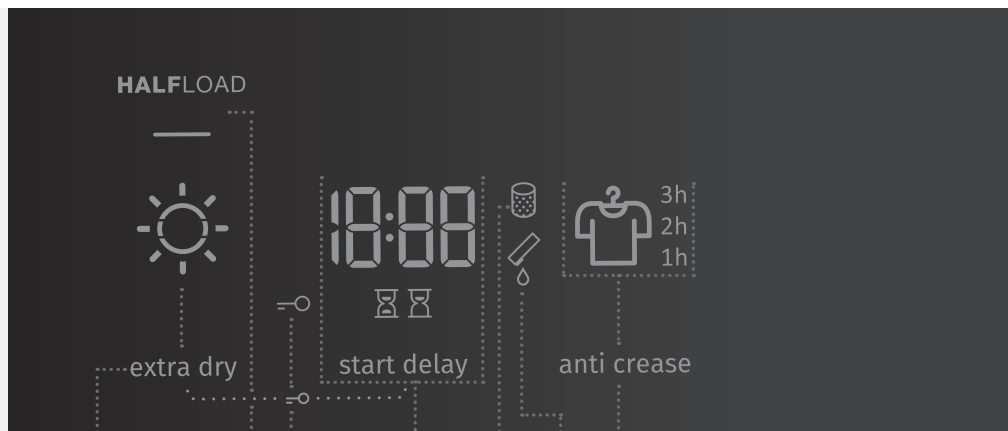 HALFLOAD
18:88
3h
2h
1h
extra dry
start delay
anti crease